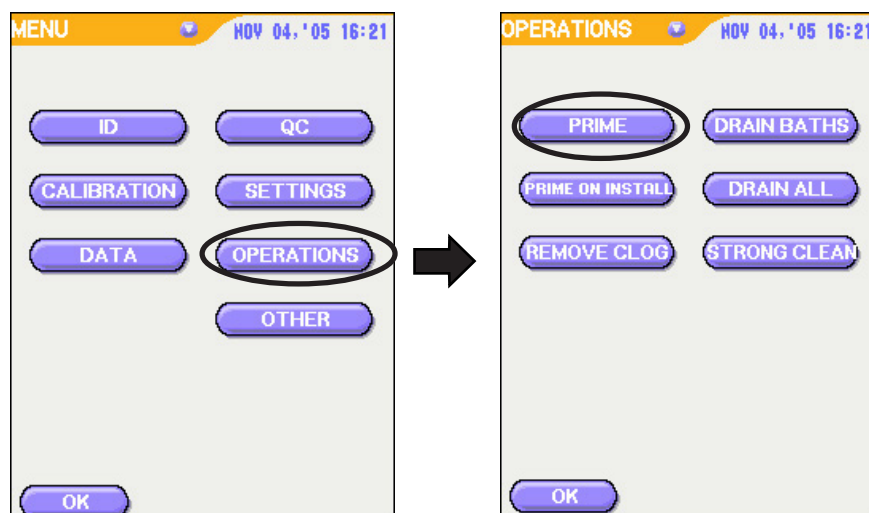 MENU NOV 04,'05 16:21
ID QC
CALIBRATION SETTINGS
DATA OPERATIONS
OTHER
OK
OPERATIONS NOV 04,'05 16:21
PRIME DRAIN BATHS
PRIME ON INSTALL DRAIN ALL
REMOVE CLOG STRONG CLEAN
OK